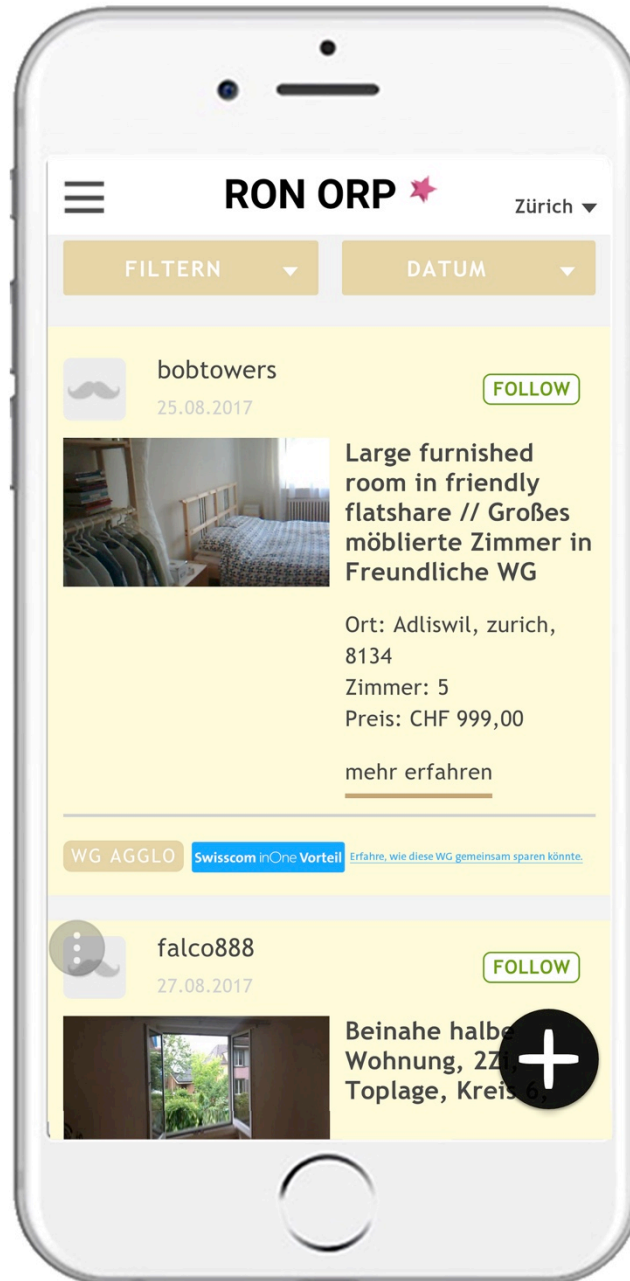 RON ORP
Zürich
FILTERN
DATUM
bobtowers
25.08.2017
FOLLOW
Large furnished
room in friendly
flatshare // Großes
möblierte Zimmer in
Freundliche WG
Ort: Adliswil, zurich,
8134
Zimmer: 5
Preis: CHF 999,00
mehr erfahren
WG AGGLO
Swisscom inOne Vorteil
Erfahre, wie diese WG gemeinsam sparen könnte.
falco888
27.08.2017
FOLLOW
Beinahe halbe
Wohnung, 2Zi,
Toplage, Kreis 6,